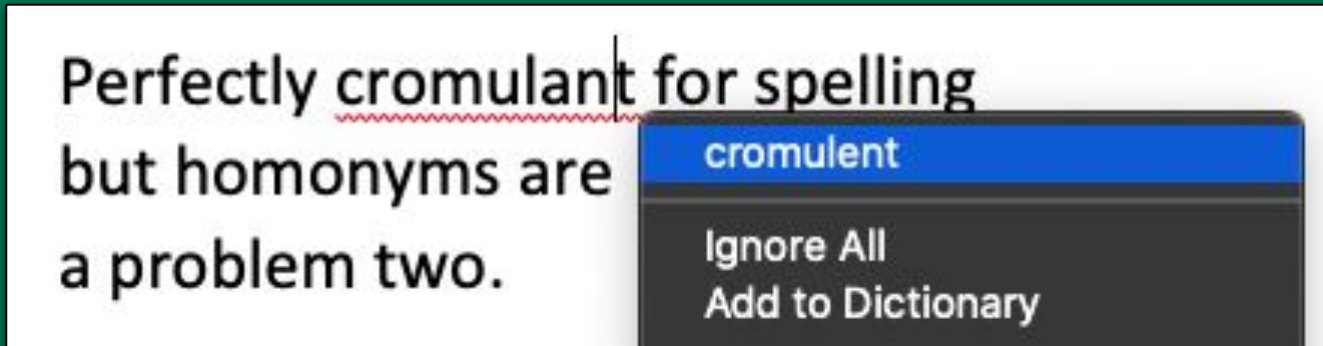 Perfectly cromulant for spelling
but homonyms are
a problem two.
cromulent
Ignore All
Add to Dictionary